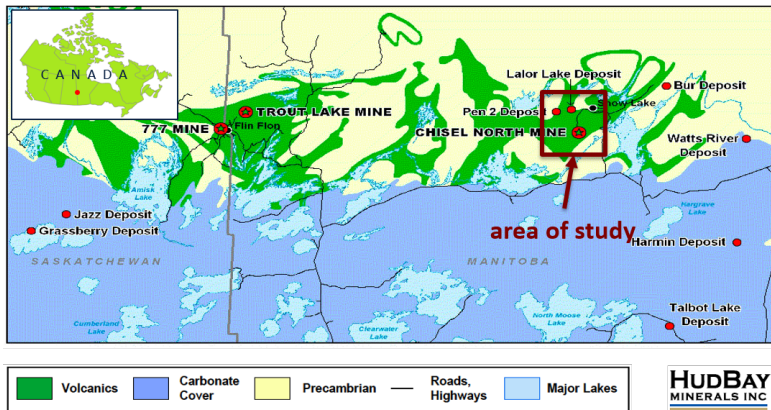 CANADA
Lalor Lake Deposit
Bur Deposit
TROUT LAKE MINE
Pen 2 Deposit
Snow Lake
777 MINE
Flin Flon
CHISEL NORTH MINE
Watts River
Deposit
Amisk
Lake
Jazz Deposit
Grassberry Deposit
area of study
Hargrave
Lake
Harmin Deposit
SASKATCHEWAN
MANITOBA
Talbot Lake
Deposit
Cumberland
Lake
Clearwater
Lake
North Moose
Lake
Volcanics
Carbonate
Cover
Precambrian
Roads,
Highways
Major Lakes
HUDBAY
MINERALS INC